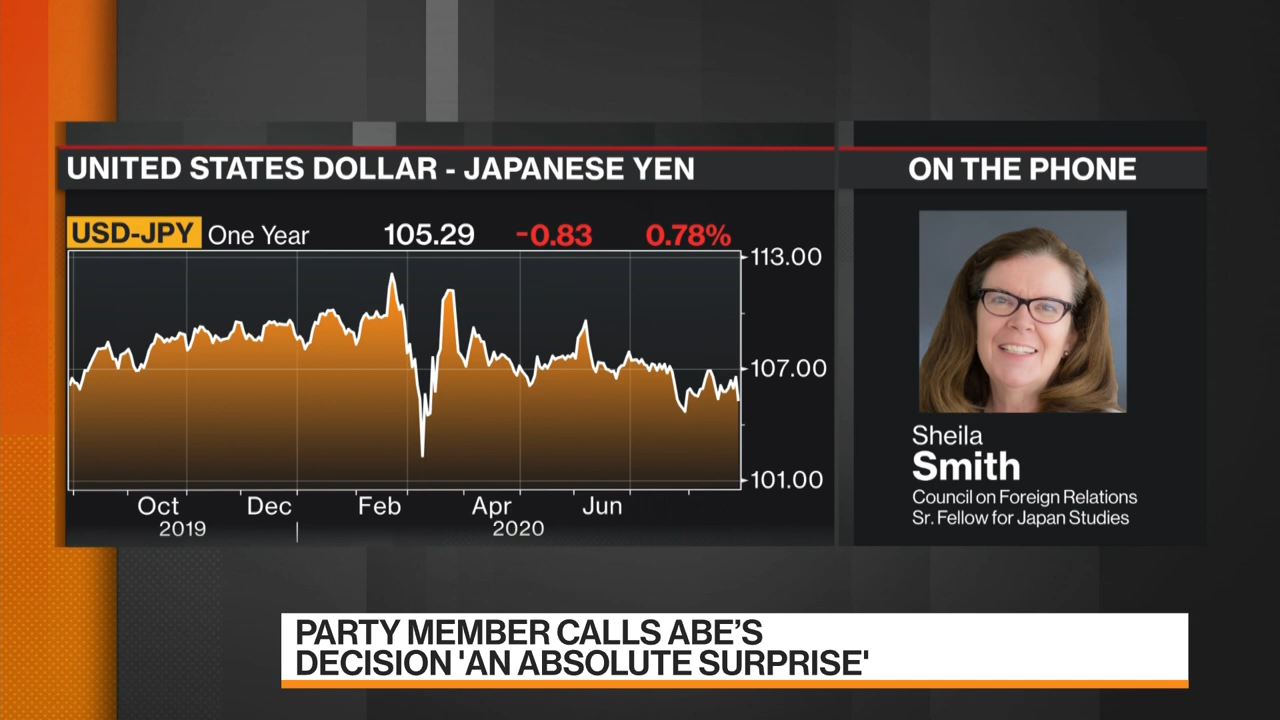 UNITED STATES DOLLAR - JAPANESE YEN
USD-JPY One Year 105.29 -0.83 0.78%
113.00
107.00
101.00
Oct Dec Feb Apr Jun
2019 2020
ON THE PHONE
Sheila
Smith
Council on Foreign Relations
Sr. Fellow for Japan Studies
PARTY MEMBER CALLS ABE'S
DECISION 'AN ABSOLUTE SURPRISE'